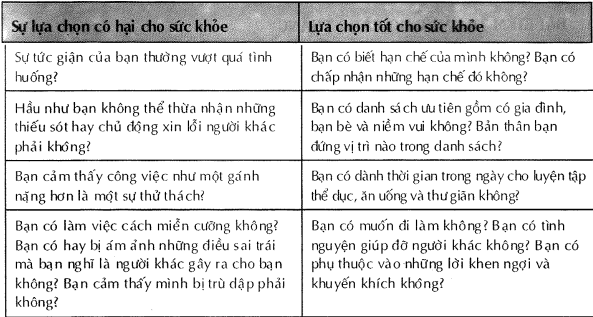 Sự lựa chọn có hại cho sức khỏe
Lựa chọn tốt cho sức khỏe
Sự tức giận của bạn thường vượt quá tình
huống?
Bạn có biết hạn chế của mình không? Bạn có
chấp nhận những hạn chế đó không?
Hầu như bạn không thể thừa nhận những
thiếu sót hay chủ động xin lỗi người khác
phải không?
Bạn có danh sách ưu tiên gồm có gia đình,
bạn bè và niềm vui không? Bản thân bạn
đứng vị trí nào trong danh sách?
Bạn cảm thấy công việc như một gánh
nặng hơn là một sự thử thách?
Bạn có dành thời gian trong ngày cho luyện tập
thể dục, ăn uống và thư giãn không?
Bạn có làm việc cách miễn cưỡng không?
Bạn có hay bị ám ảnh những điều sai trái
mà bạn nghĩ là người khác gây ra cho bạn
không? Bạn cảm thấy mình bị trù dập phải
không?
Bạn có muốn đi làm không? Bạn có tình
nguyện giúp đỡ người khác không? Bạn có
phụ thuộc vào những lời khen ngợi và
khuyến khích không?